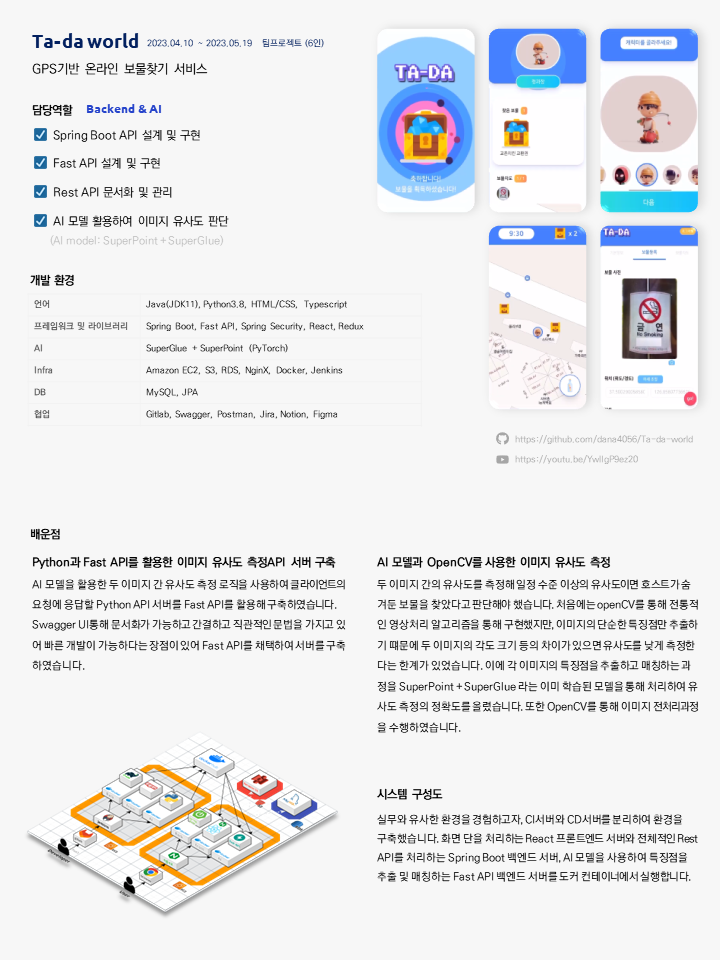 Ta-da world 2023.04.10 ~ 2023.05.19 팀프로젝트 (6인)
GPS기반 온라인 보물찾기 서비스
담당역할 Backend & AI
Spring Boot API 설계 및 구현
Fast API 설계 및 구현
Rest API 문서화 및 관리
AI 모델 활용하여 이미지 유사도 판단
(AI model: SuperPoint + SuperGlue)
TA-DA
축하합니다!
보물을 획득하셨습니다!
찾은 보물
보물지도
캐릭터를 골라주세요!
다음
9:30
x 2
TA-DA
보물등록
보물 사진
금 연
No Smoking
위치 (위도/경도)
개발 환경
언어 Java(JDK11), Python3.8, HTML/CSS, Typescript
프레임워크 및 라이브러리 Spring Boot, Fast API, Spring Security, React, Redux
AI SuperGlue + SuperPoint (PyTorch)
Infra Amazon EC2, S3, RDS, NginX, Docker, Jenkins
DB MySQL, JPA
협업 Gitlab, Swagger, Postman, Jira, Notion, Figma
https://github.com/dana4056/Ta-da-world
https://youtu.be/YwIlgP9ez20
배운점
Python과 Fast API를 활용한 이미지 유사도 측정API 서버 구축
AI 모델을 활용한 두 이미지 간 유사도 측정 로직을 사용하여 클라이언트의
요청에 응답할 Python API 서버를 Fast API를 활용해 구축하였습니다.
Swagger UI통해 문서화가 가능하고 간결하고 직관적인 문법을 가지고 있
어 빠른 개발이 가능하다는 장점이 있어 Fast API를 채택하여 서버를 구축
하였습니다.
AI 모델과 OpenCV를 사용한 이미지 유사도 측정
두 이미지 간의 유사도를 측정해 일정 수준 이상의 유사도이면 호스트가 숨
겨둔 보물을 찾았다고 판단해야 했습니다. 처음에는 openCV를 통해 전통적
인 영상처리 알고리즘을 통해 구현했지만, 이미지의 단순한 특징점만 추출하
기 때문에 두 이미지의 각도 크기 등의 차이가 있으면 유사도를 낮게 측정한
다는 한계가 있었습니다. 이에 각 이미지의 특징점을 추출하고 매칭하는 과
정을 SuperPoint + SuperGlue 라는 이미 학습된 모델을 통해 처리하여 유
사도 측정의 정확도를 올렸습니다. 또한 OpenCV를 통해 이미지 전처리과정
을 수행하였습니다.
시스템 구성도
실무와 유사한 환경을 경험하고자, CI서버와 CD서버를 분리하여 환경을
구축했습니다. 화면 단을 처리하는 React 프론트엔드 서버와 전체적인 Rest
API를 처리하는 Spring Boot 백엔드 서버, AI 모델을 사용하여 특징점을
추출 및 매칭하는 Fast API 백엔드 서버를 도커 컨테이너에서 실행합니다.
Developer